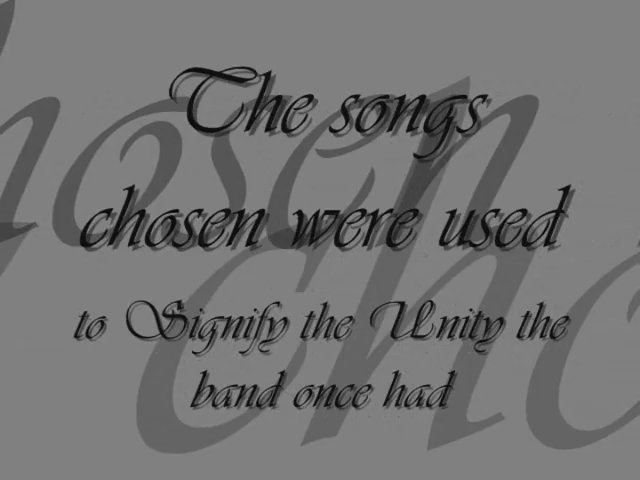 The songs
chosen were used
to Signify the Unity the
band once had